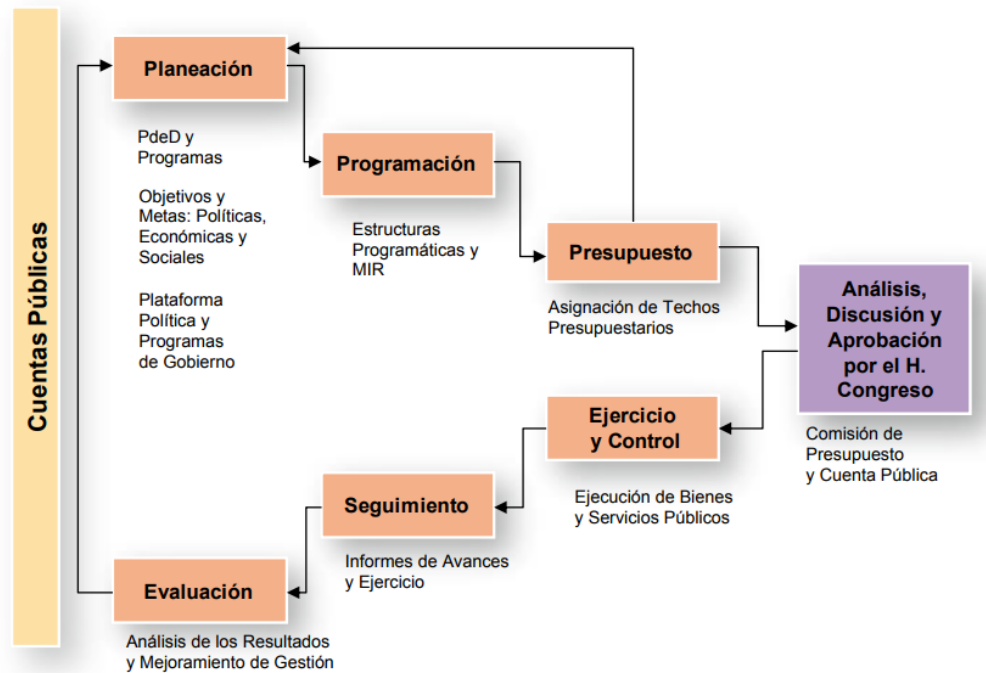 Cuentas Públicas
Planeación
PdeD y
Programas
Objetivos y
Metas: Políticas,
Económicas y
Sociales
Plataforma
Política y
Programas
de Gobierno
Programación
Estructuras
Programáticas y
MIR
Presupuesto
Asignación de Techos
Presupuestarios
Análisis,
Discusión y
Aprobación
por el H.
Congreso
Comisión de
Presupuesto
y Cuenta Pública
Ejercicio
y Control
Ejecución de Bienes
y Servicios Públicos
Seguimiento
Informes de Avances
y Ejercicio
Evaluación
Análisis de los Resultados
y Mejoramiento de Gestión